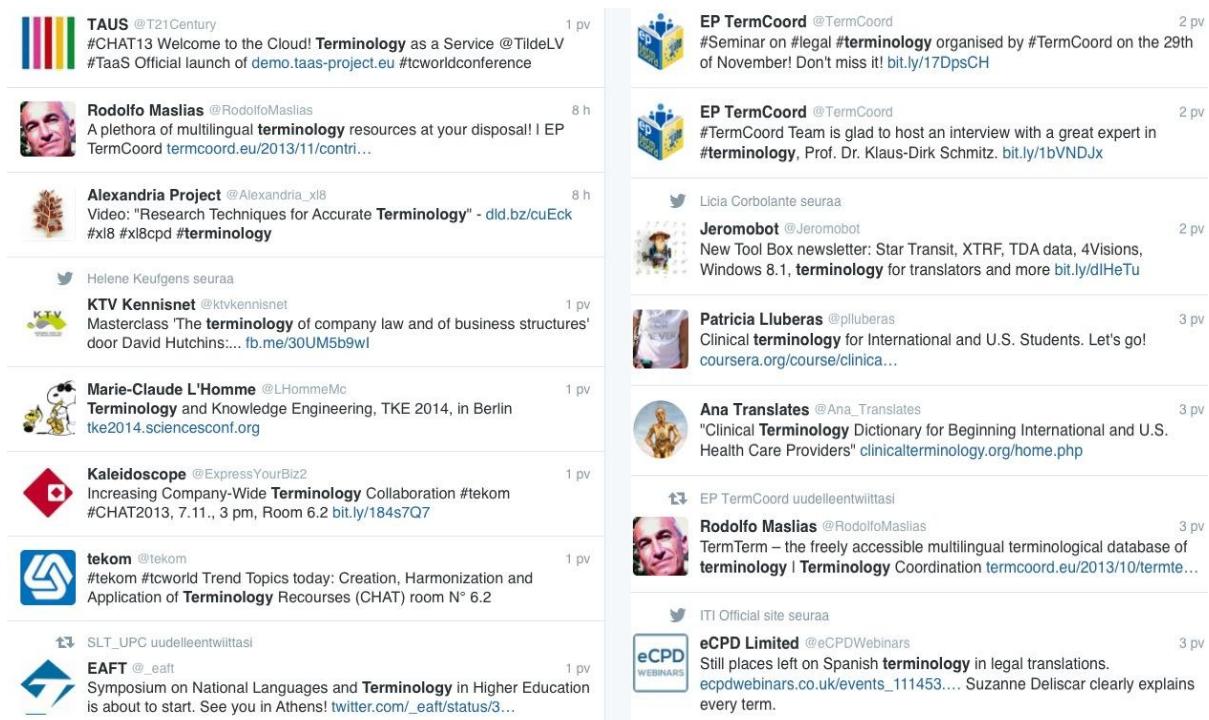 TAUS @T21Century 1 pv
#CHAT13 Welcome to the Cloud! Terminology as a Service @TildeLV
#TaaS Official launch of demo.taas-project.eu #tcworldconference
Rodolfo Maslias @RodolfoMaslias 8 h
A plethora of multilingual terminology resources at your disposal! | EP
TermCoord termcoord.eu/2013/11/contri…
Alexandria Project @Alexandria_xl8 8 h
Video: "Research Techniques for Accurate Terminology" - dld.bz/cuEck
#xl8 #xl8cpd #terminology
Helene Keufgens seuraa
KTV
KTV Kennisnet @ktvkennisnet 1 pv
Masterclass 'The terminology of company law and of business structures'
door David Hutchins:... fb.me/30UM5b9wI
Marie-Claude L'Homme @LHommeMc 1 pv
Terminology and Knowledge Engineering, TKE 2014, in Berlin
tke2014.sciencesconf.org
Kaleidoscope @ExpressYourBiz2 1 pv
Increasing Company-Wide Terminology Collaboration #tekom
#CHAT2013, 7.11., 3 pm, Room 6.2 bit.ly/184s7Q7
tekom @tekom 1 pv
#tekom #tcworld Trend Topics today: Creation, Harmonization and
Application of Terminology Recourses (CHAT) room N° 6.2
SLT_UPC uudelleentwiittasi
EAFT @_eaft 1 pv
Symposium on National Languages and Terminology in Higher Education
is about to start. See you in Athens! twitter.com/_eaft/status/3…
EP TermCoord @TermCoord 2 pv
#Seminar on #legal #terminology organised by #TermCoord on the 29th
of November! Don't miss it! bit.ly/17DpsCH
EP TermCoord @TermCoord 2 pv
#TermCoord Team is glad to host an interview with a great expert in
#terminology, Prof. Dr. Klaus-Dirk Schmitz. bit.ly/1bVNDJx
Licia Corbolante seuraa
Jeromobot @Jeromobot 2 pv
New Tool Box newsletter: Star Transit, XTRF, TDA data, 4Visions,
Windows 8.1, terminology for translators and more bit.ly/dIHeTu
Patricia Lluberas @plluberas 3 pv
Clinical terminology for International and U.S. Students. Let's go!
coursera.org/course/clinica…
Ana Translates @Ana_Translates 3 pv
"Clinical Terminology Dictionary for Beginning International and U.S.
Health Care Providers" clinicalterminology.org/home.php
EP TermCoord uudelleentwiittasi
Rodolfo Maslias @RodolfoMaslias 3 pv
TermTerm – the freely accessible multilingual terminological database of
terminology | Terminology Coordination termcoord.eu/2013/10/termte…
ITI Official site seuraa
eCPD
WEBINARS
eCPD Limited @eCPDWebinars 3 pv
Still places left on Spanish terminology in legal translations.
ecpdwebinars.co.uk/events_111453.… Suzanne Deliscar clearly explains
every term.